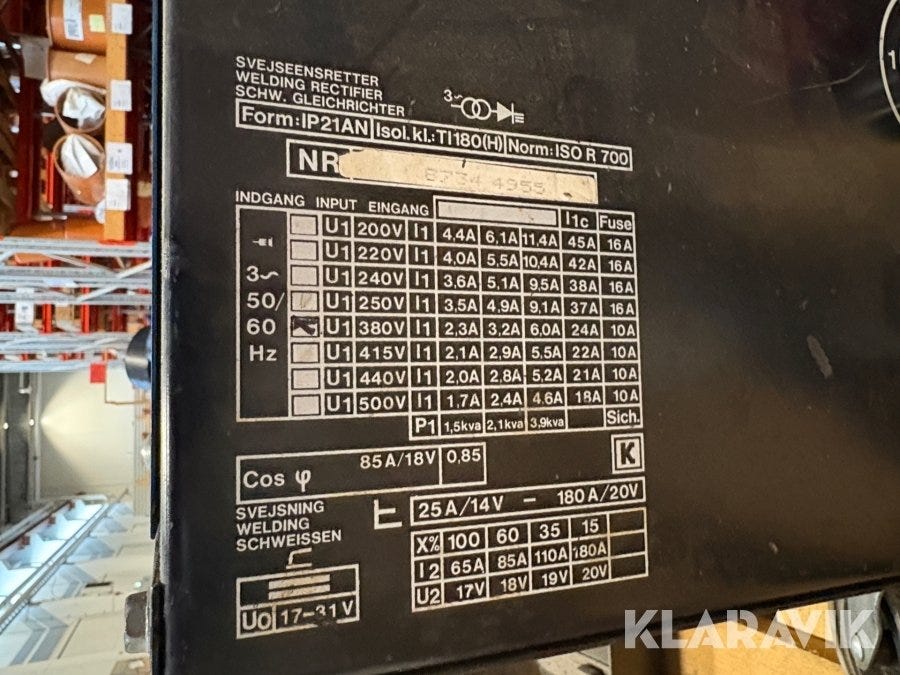 SVEJSEENSRETTER
WELDING RECTIFIER
SCHW. GLEICHRICHTER
3~
Form:IP21AN Isol. kl.:TI180(H) Norm:ISO R 700
NR 8734 4955
INDGANG INPUT EINGANG I1c Fuse
U1 200V I1 4,4A 6,1A 11,4A 45A 16A
U1 220V I1 4,0A 5,5A 10,4A 42A 16A
3~ U1 240V I1 3,6A 5,1A 9,5A 38A 16A
50/ U1 250V I1 3,5A 4,9A 9,1A 37A 16A
60 U1 380V I1 2,3A 3,2A 6,0A 24A 10A
Hz U1 415V I1 2,1A 2,9A 5,5A 22A 10A
U1 440V I1 2,0A 2,8A 5,2A 21A 10A
U1 500V I1 1,7A 2,4A 4.6A 18A 10A
P1 1,5kva 2,1kva 3,9kva Sich.
Cos φ 85A/18V 0,85
K
SVEJSNING
WELDING
SCHWEISSEN
25A/14V – 180A/20V
X% 100 60 35 15
I2 65A 85A 110A 180A
U2 17V 18V 19V 20V
Uo 17-31V
1
KLARAVIK